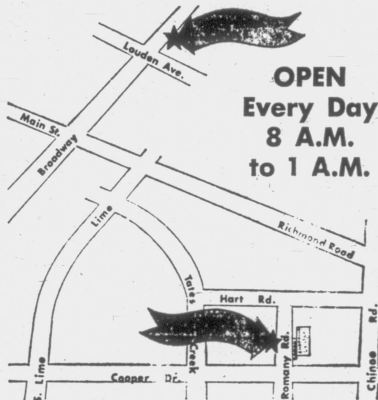 Louden Ave.
OPEN
Every Day
8 A.M.
to 1 A.M.
Main St.
Broadway
Lime
Richmond Road
Tates Creek
Hart Rd.
Romany Rd.
Chinoe Rd.
S. Lime
Cooper Dr.